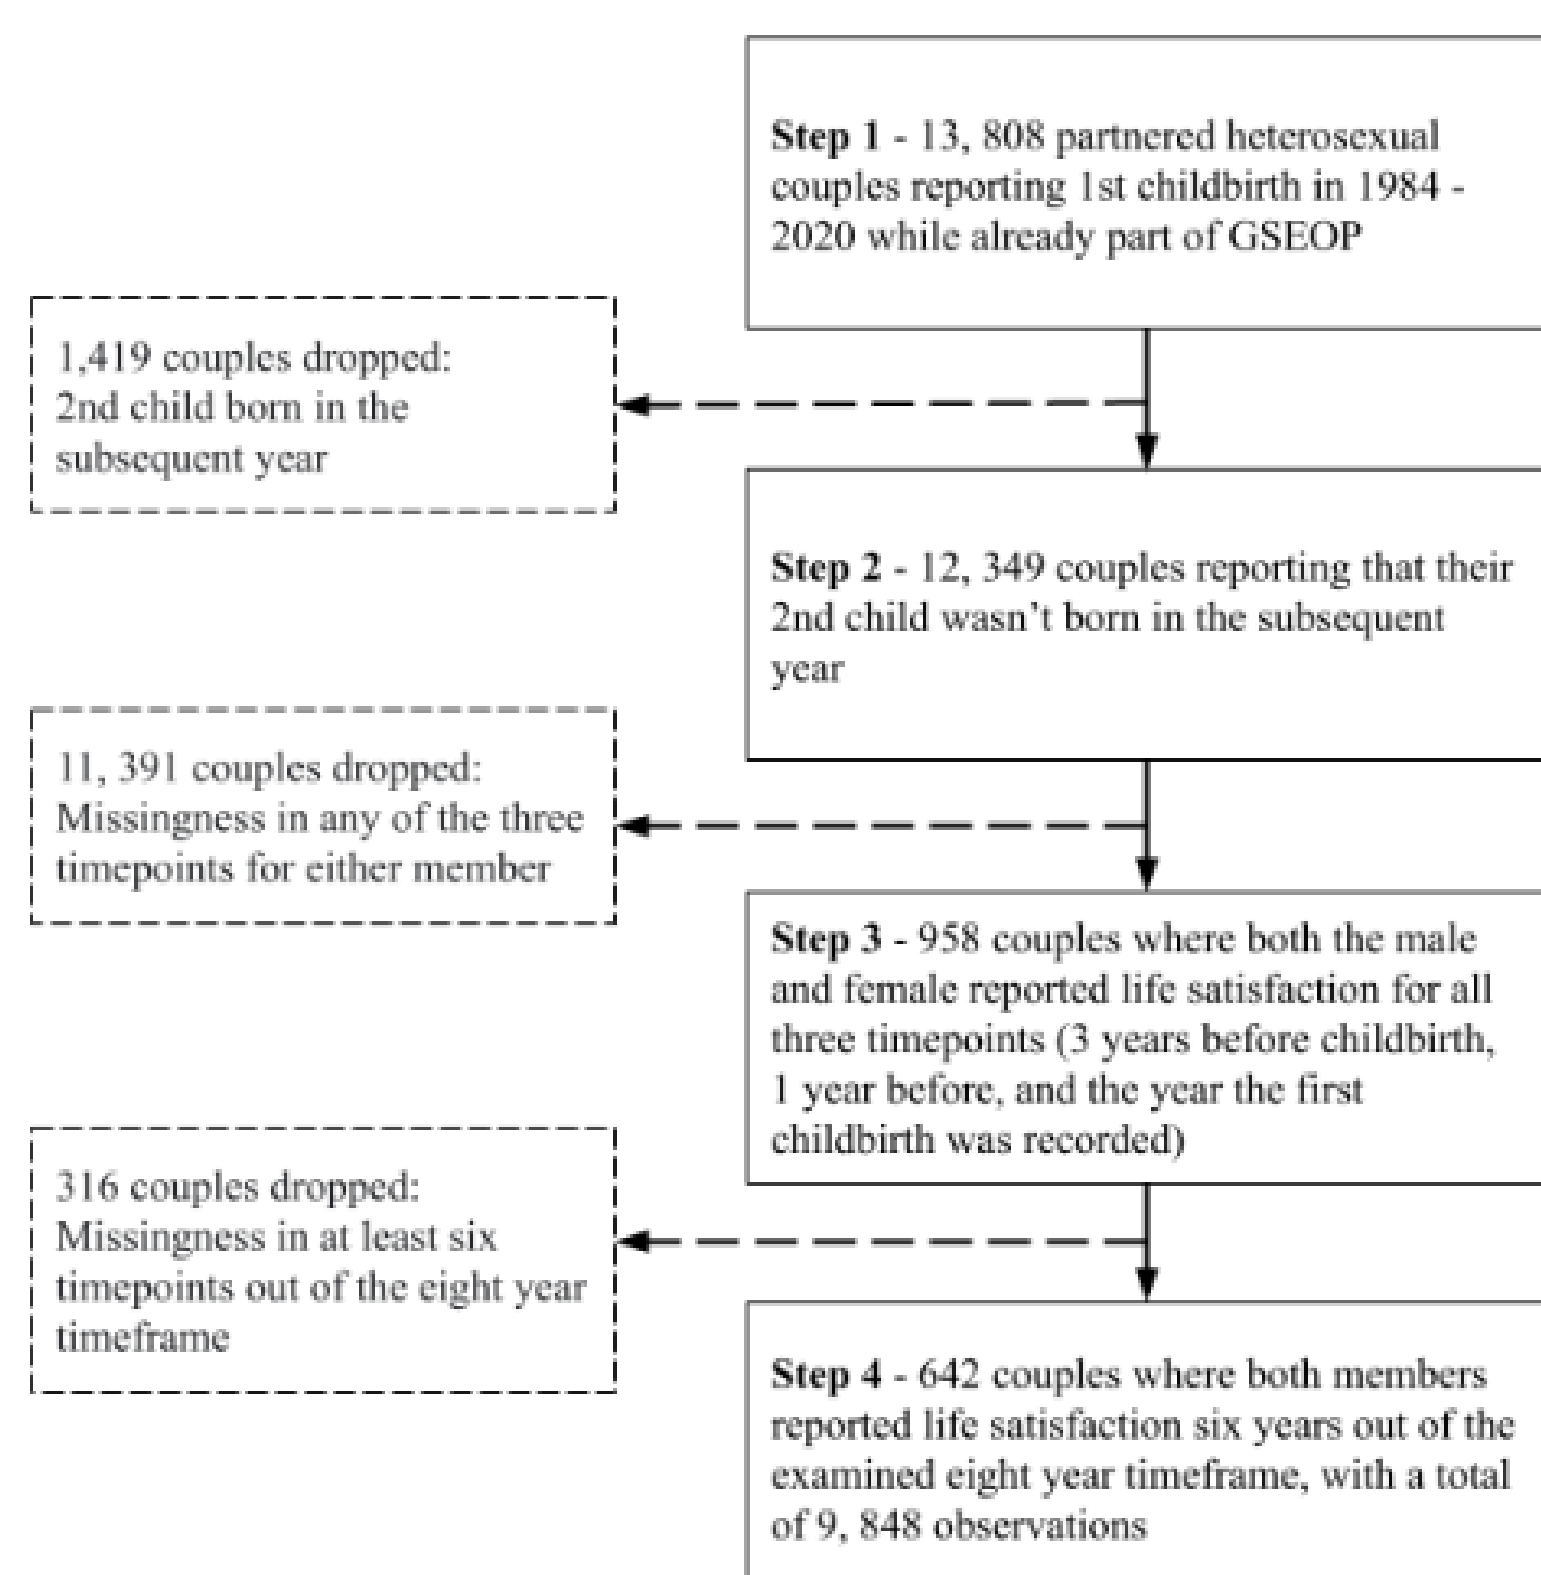 Step 1 - 13, 808 partnered heterosexual
couples reporting 1st childbirth in 1984 -
2020 while already part of GSEOP
1,419 couples dropped:
2nd child born in the
subsequent year
Step 2 - 12, 349 couples reporting that their
2nd child wasn't born in the subsequent
year
11, 391 couples dropped:
Missingness in any of the three
timepoints for either member
Step 3 - 958 couples where both the male
and female reported life satisfaction for all
three timepoints (3 years before childbirth,
1 year before, and the year the first
childbirth was recorded)
316 couples dropped:
Missingness in at least six
timepoints out of the eight year
timeframe
Step 4 - 642 couples where both members
reported life satisfaction six years out of the
examined eight year timeframe, with a total
of 9, 848 observations